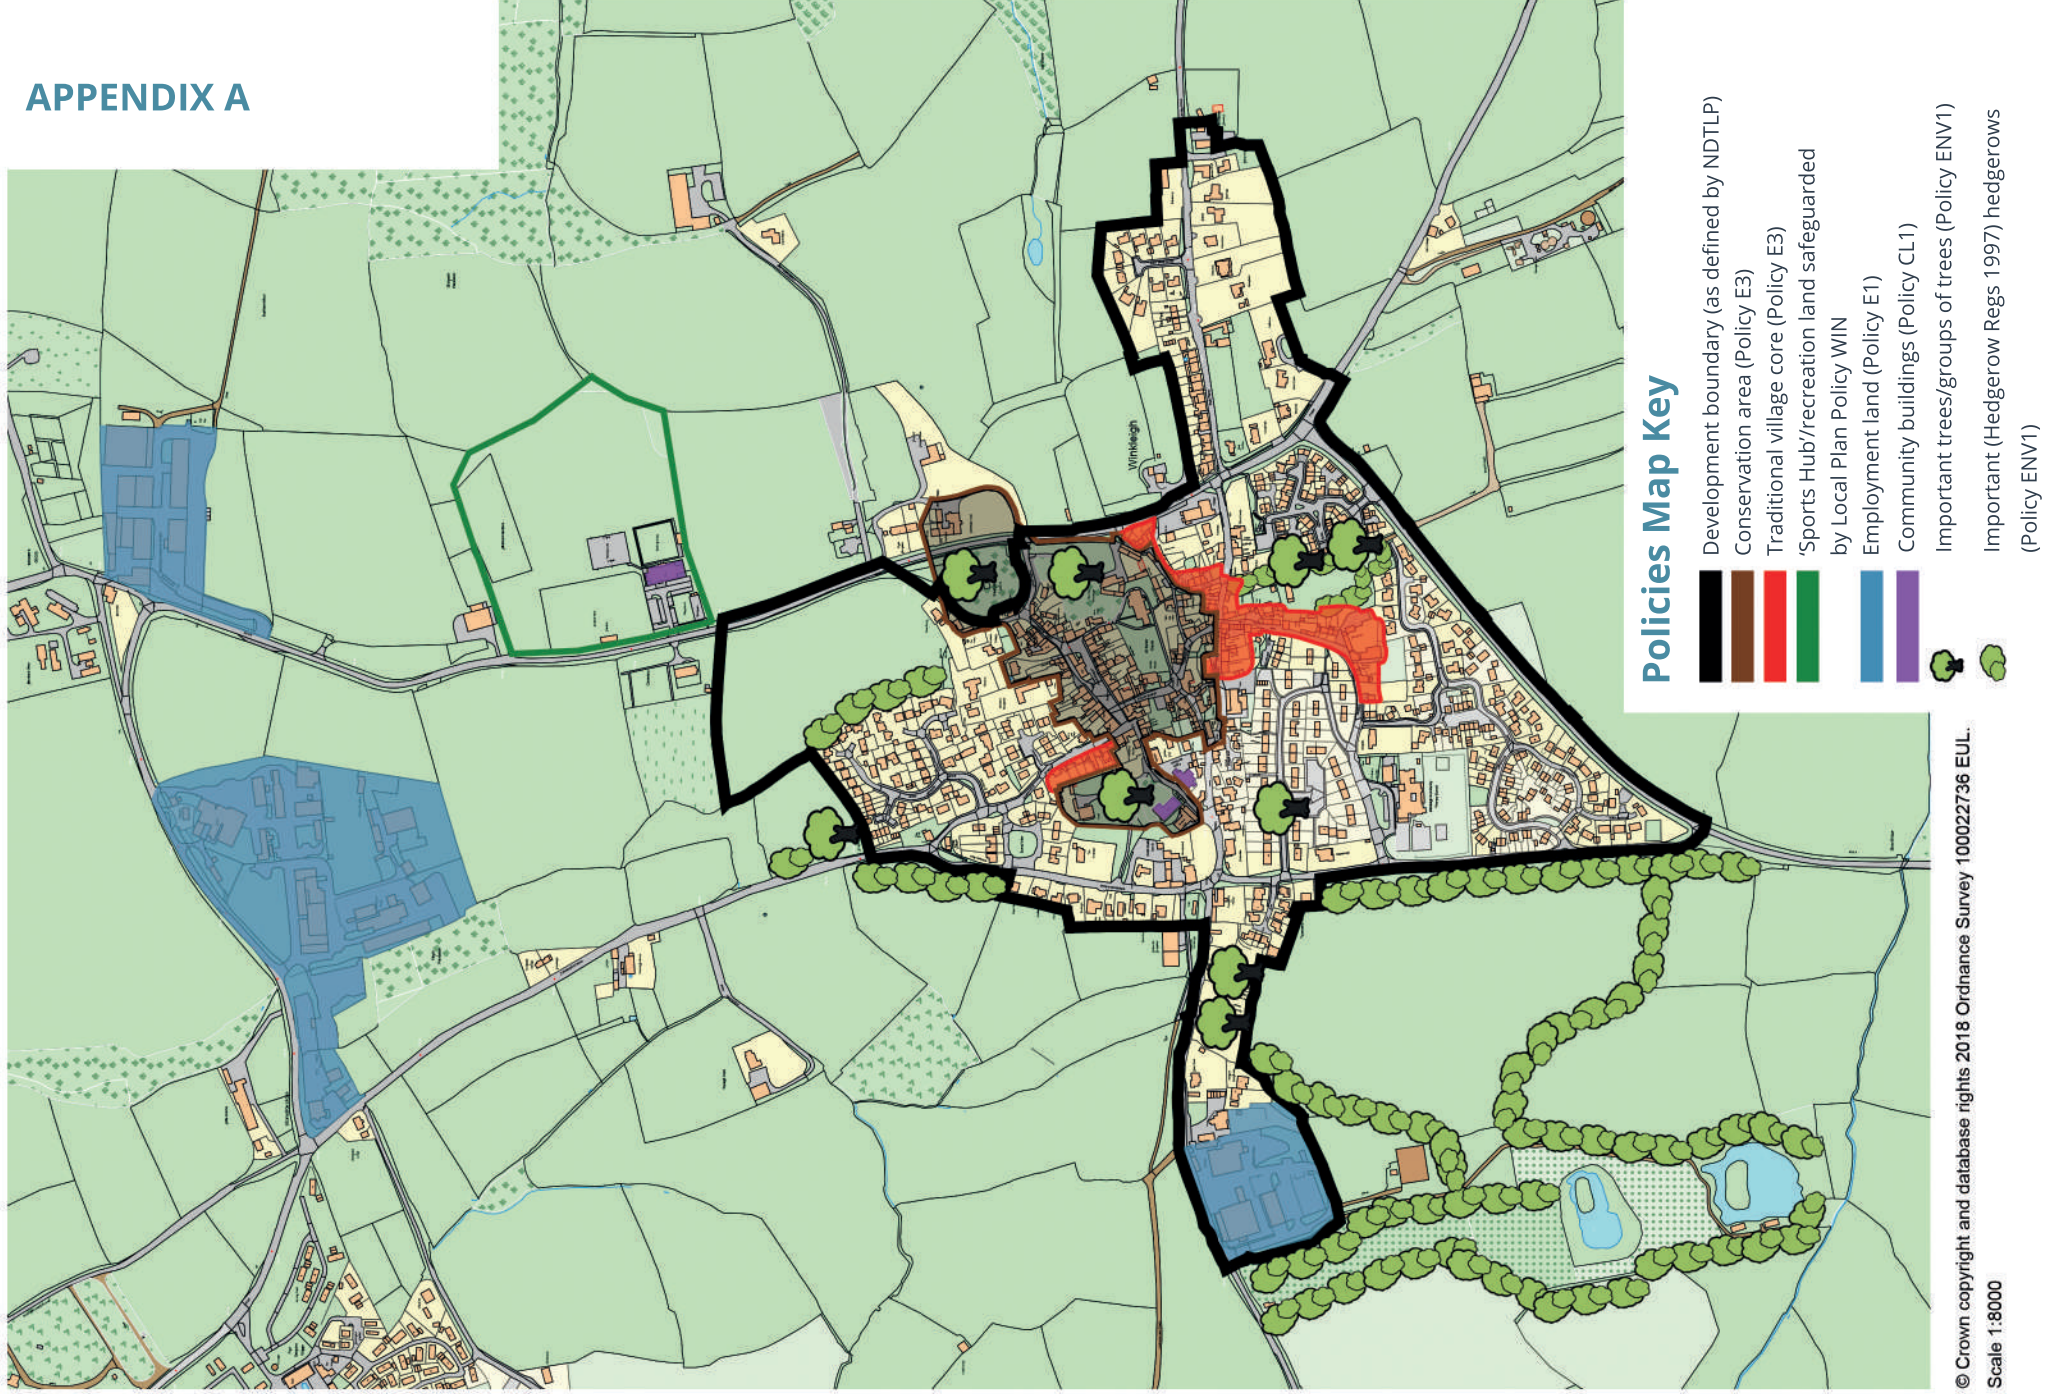 APPENDIX A
Winkleigh
Policies Map Key
Development boundary (as defined by NDTLP)
Conservation area (Policy E3)
Traditional village core (Policy E3)
‘Sports Hub’/recreation land safeguarded
by Local Plan Policy WIN
Employment land (Policy E1)
Community buildings (Policy CL1)
Important trees/groups of trees (Policy ENV1)
Important (Hedgerow Regs 1997) hedgerows
(Policy ENV1)
© Crown copyright and database rights 2018 Ordnance Survey 100022736 EUL.
Scale 1:8000